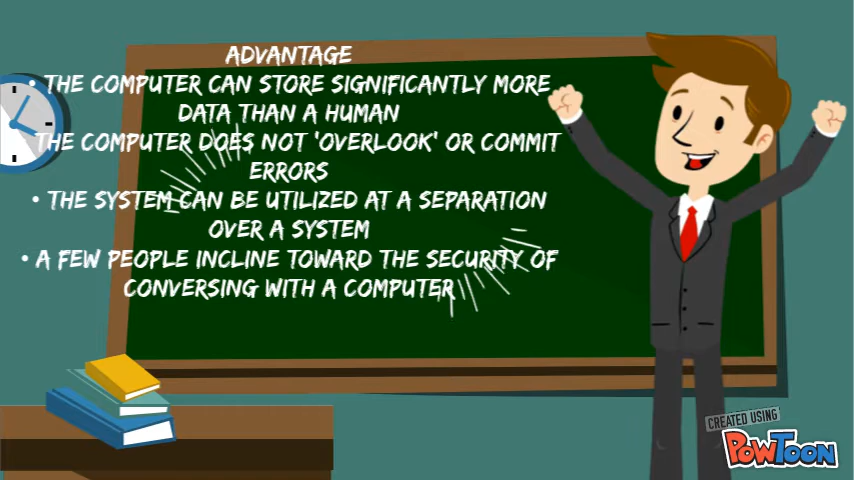 ADVANTAGE
• THE COMPUTER CAN STORE SIGNIFICANTLY MORE
DATA THAN A HUMAN
THE COMPUTER DOES NOT 'OVERLOOK' OR COMMIT
ERRORS
• THE SYSTEM CAN BE UTILIZED AT A SEPARATION
OVER A SYSTEM
• A FEW PEOPLE INCLINE TOWARD THE SECURITY OF
CONVERSING WITH A COMPUTER
CREATED USING
POWTOON